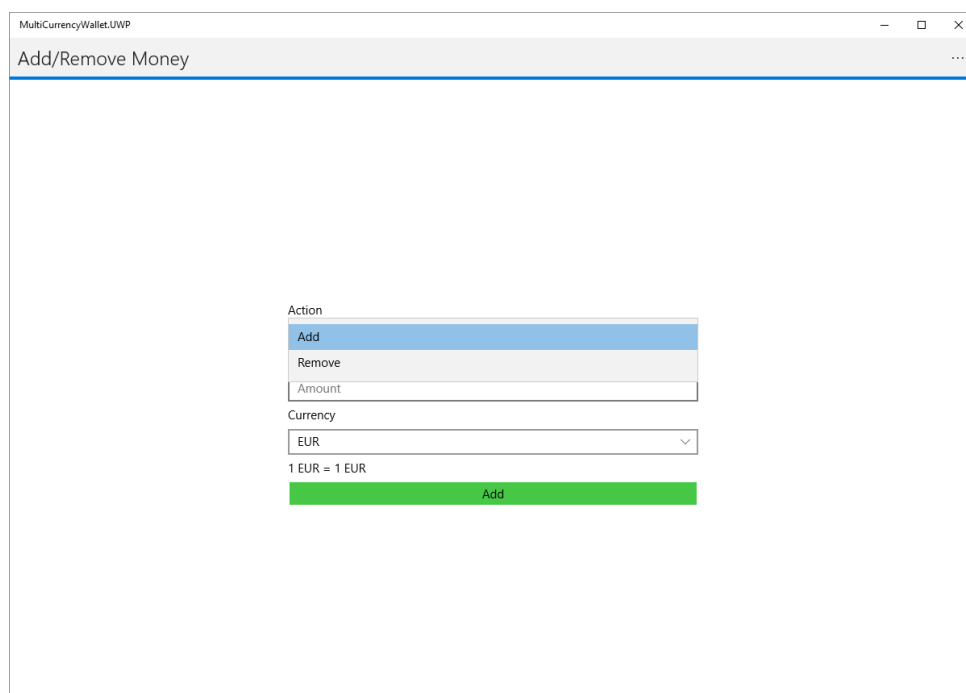 MultiCurrencyWallet.UWP
Add/Remove Money
...
Action
Add
Remove
Amount
Currency
EUR
1 EUR = 1 EUR
Add